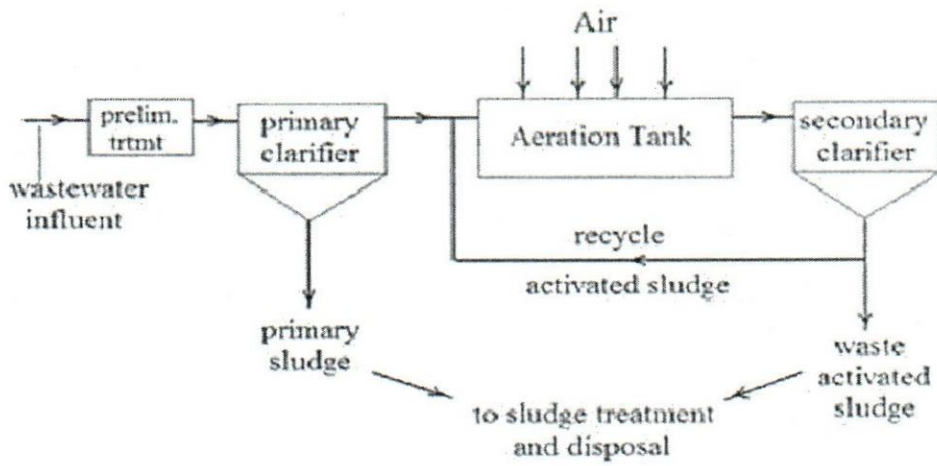 Air
prelim.
trtmt
primary
clarifier
Aeration Tank
secondary
clarifier
wastewater
influent
recycle
activated sludge
primary
sludge
waste
activated
sludge
to sludge treatment
and disposal